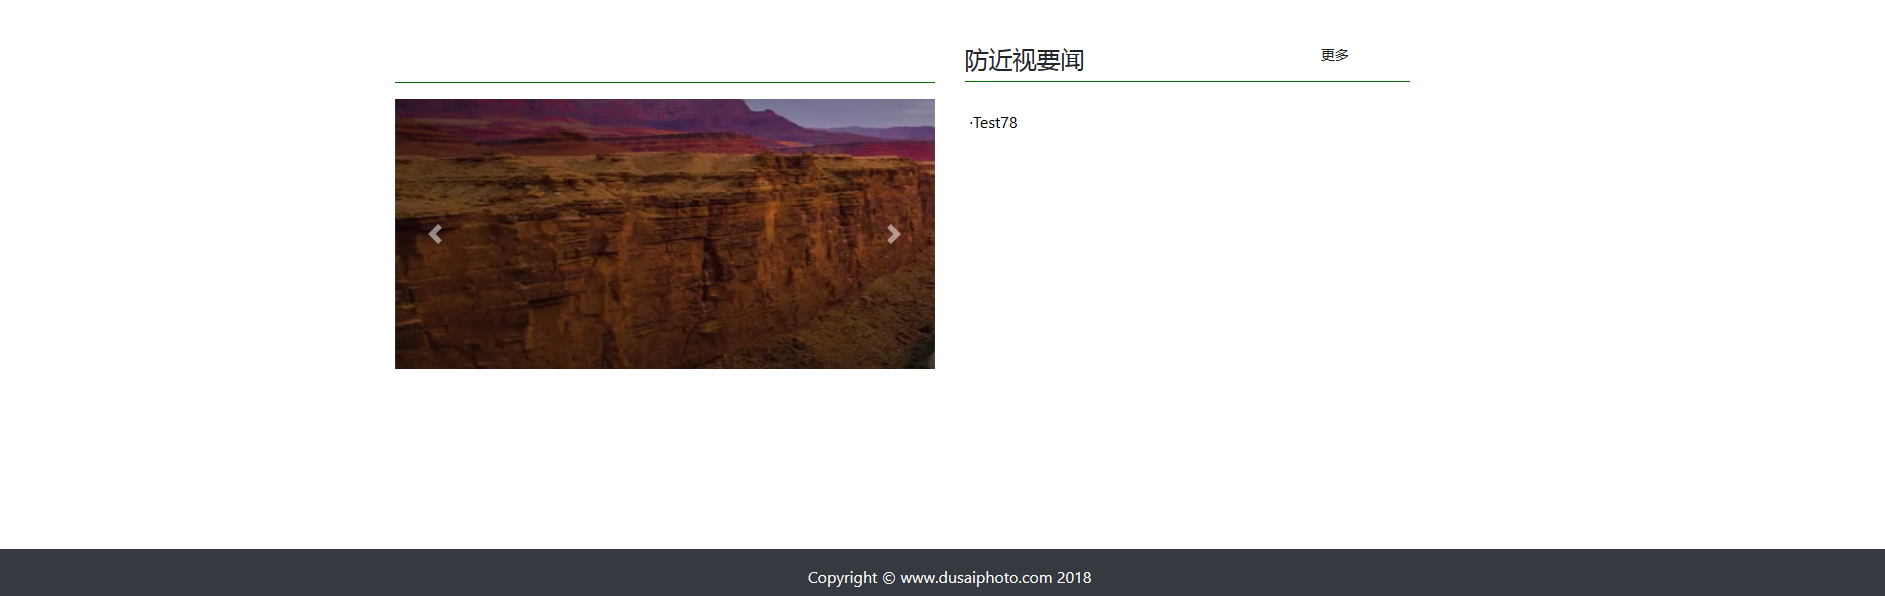 防近视要闻
更多
·Test78
Copyright © www.dusaiphoto.com 2018